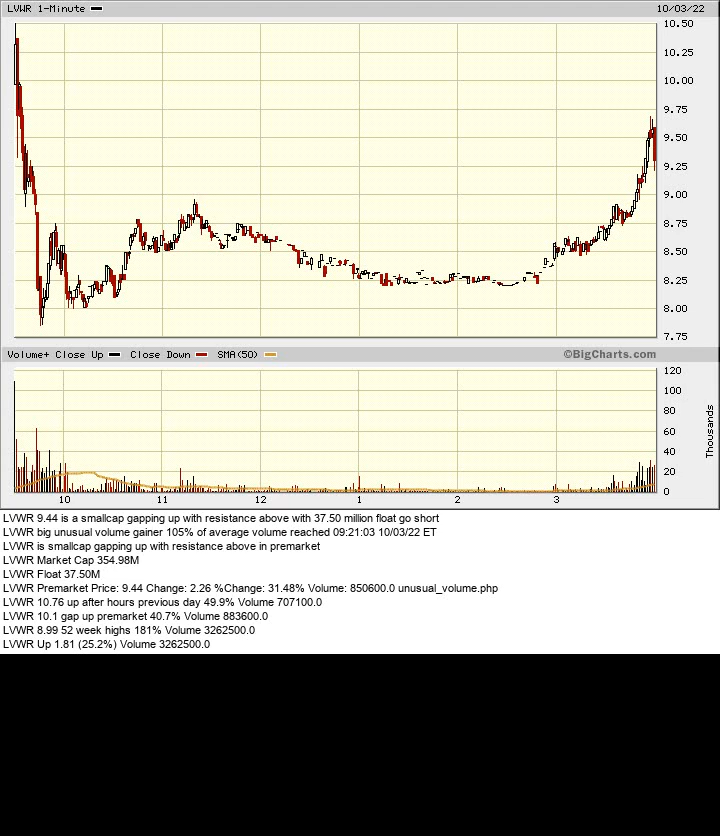 LVWR 1-Minute 10/03/22
10.50
10.25
10.00
9.75
9.50
9.25
9.00
8.75
8.50
8.25
8.00
7.75
Volume+ Close Up Close Down SMA(50) ©BigCharts.com
120
100
80
60
40
20
0
Thousands
10 11 12 1 2 3
LVWR 9.44 is a smallcap gapping up with resistance above with 37.50 million float go short
LVWR big unusual volume gainer 105% of average volume reached 09:21:03 10/03/22 ET
LVWR is smallcap gapping up with resistance above in premarket
LVWR Market Cap 354.98M
LVWR Float 37.50M
LVWR Premarket Price: 9.44 Change: 2.26 %Change: 31.48% Volume: 850600.0 unusual_volume.php
LVWR 10.76 up after hours previous day 49.9% Volume 707100.0
LVWR 10.1 gap up premarket 40.7% Volume 883600.0
LVWR 8.99 52 week highs 181% Volume 3262500.0
LVWR Up 1.81 (25.2%) Volume 3262500.0